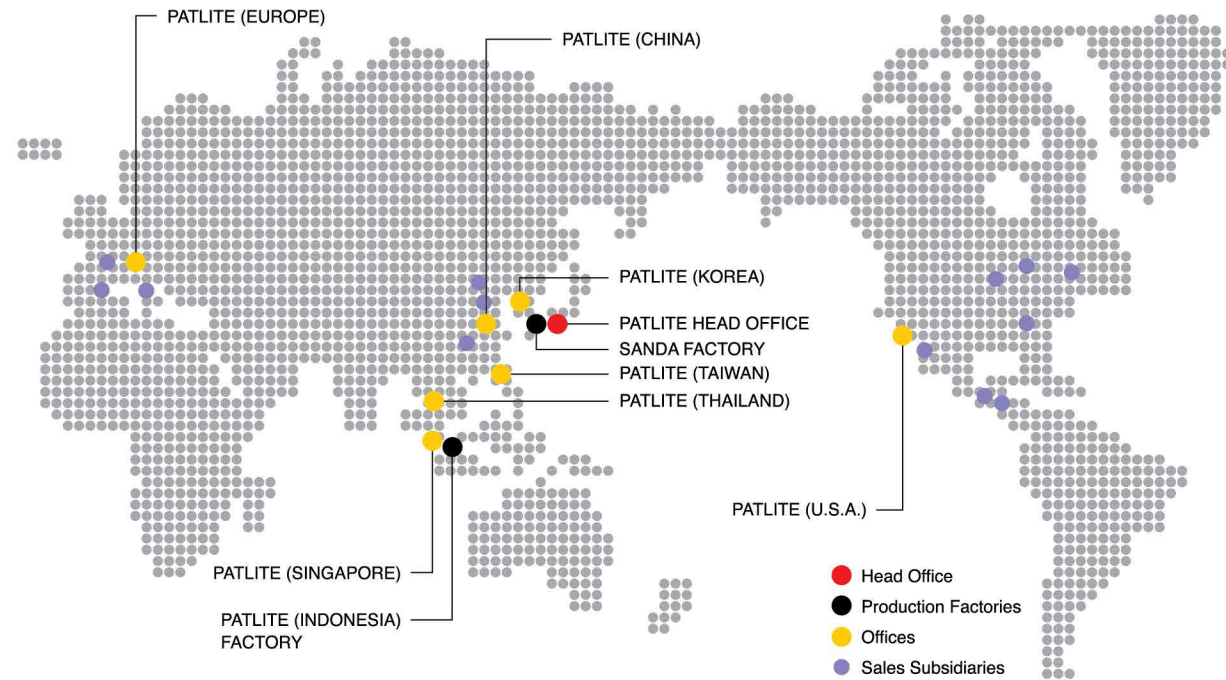 PATLITE (EUROPE)
PATLITE (CHINA)
PATLITE (KOREA)
PATLITE HEAD OFFICE
SANDA FACTORY
PATLITE (TAIWAN)
PATLITE (THAILAND)
PATLITE (U.S.A.)
PATLITE (SINGAPORE)
PATLITE (INDONESIA)
FACTORY
Head Office
Production Factories
Offices
Sales Subsidiaries